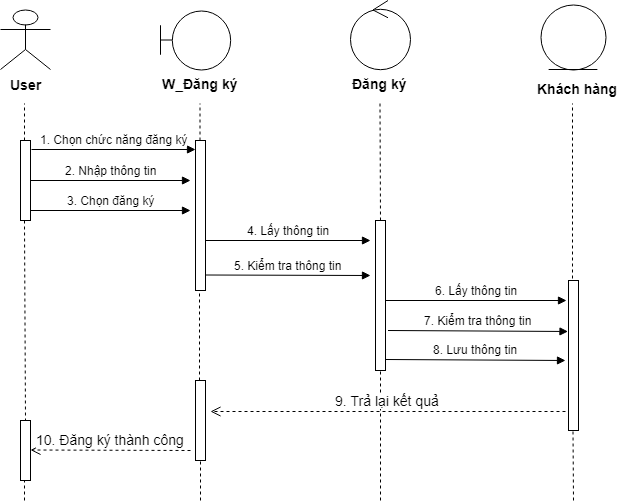 User
W_Đăng ký
Đăng ký
Khách hàng
1. Chọn chức năng đăng ký
2. Nhập thông tin
3. Chọn đăng ký
4. Lấy thông tin
5. Kiểm tra thông tin
6. Lấy thông tin
7. Kiểm tra thông tin
8. Lưu thông tin
9. Trả lại kết quả
10. Đăng ký thành công